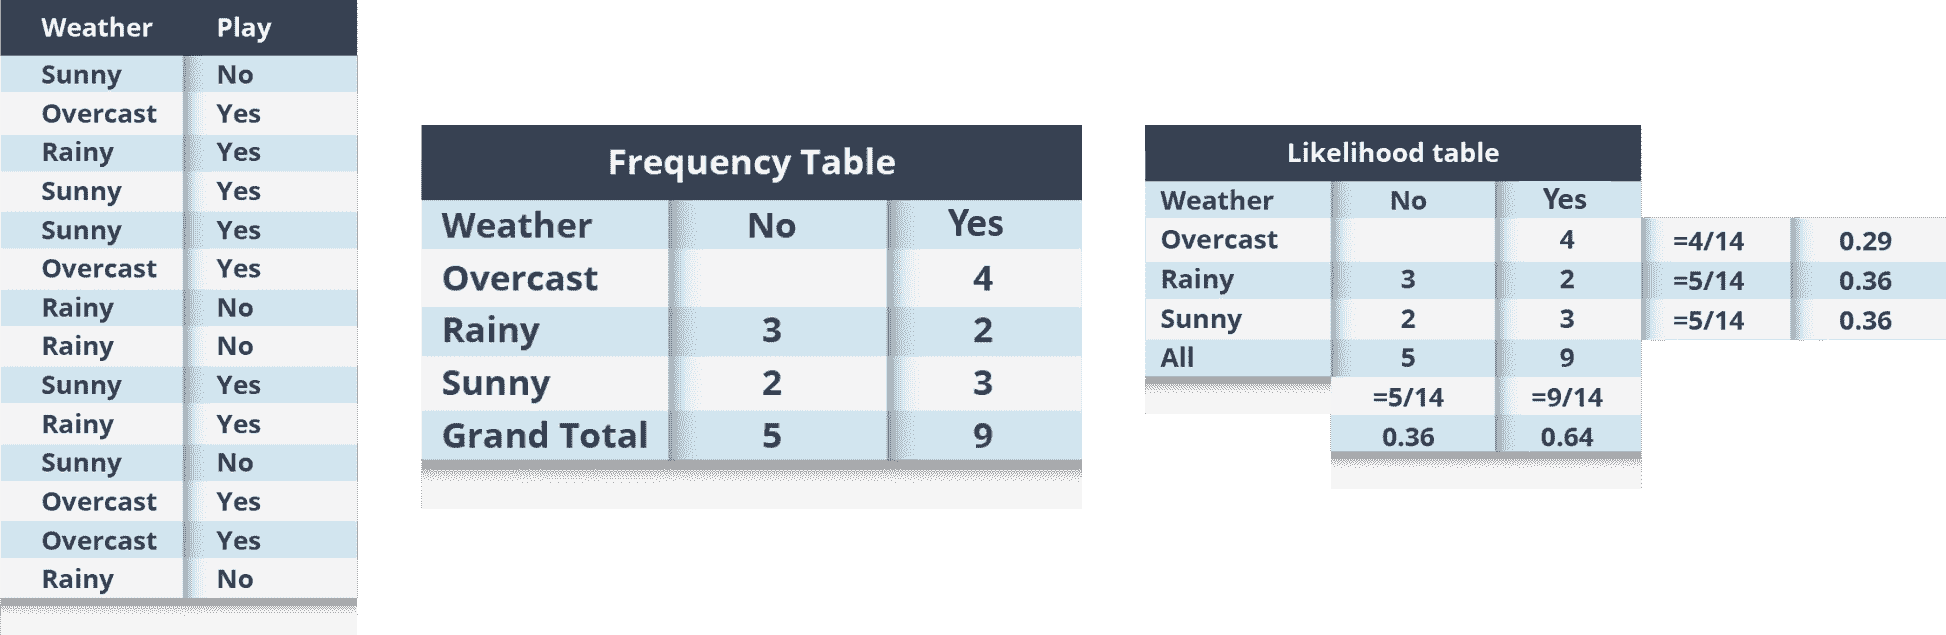 Weather Play
Sunny No
Overcast Yes
Rainy Yes
Sunny Yes
Sunny Yes
Overcast Yes
Rainy No
Rainy No
Sunny Yes
Rainy Yes
Sunny No
Overcast Yes
Overcast Yes
Rainy No
Frequency Table
Weather No Yes
Overcast 4
Rainy 3 2
Sunny 2 3
Grand Total 5 9
Likelihood table
Weather No Yes
Overcast 4 =4/14 0.29
Rainy 3 2 =5/14 0.36
Sunny 2 3 =5/14 0.36
All 5 9
=5/14 =9/14
0.36 0.64